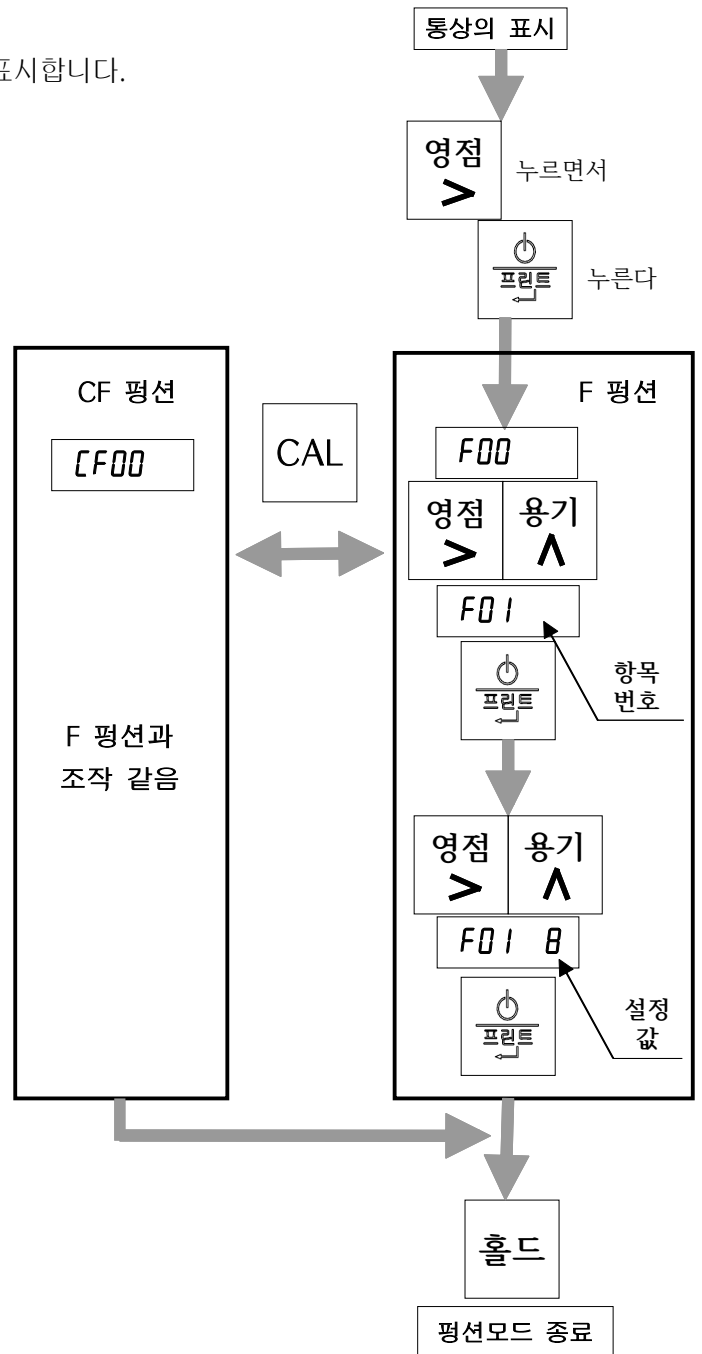 통상의 표시
표시합니다.
영점
>
누르면서
프린트
누른다
CF 펑션
CF00
CAL
F 펑션
F00
영점
>
용기
∧
F01
프린트
항목
번호
F 펑션과
조작 같음
영점
>
용기
∧
F01 8
프린트
설정
값
홀드
펑션모드 종료